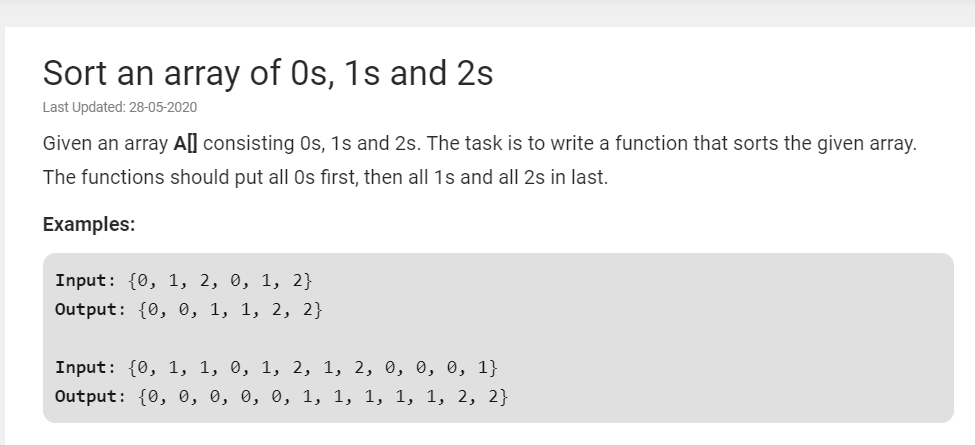 Sort an array of 0s, 1s and 2s
Last Updated: 28-05-2020
Given an array A[] consisting 0s, 1s and 2s. The task is to write a function that sorts the given array.
The functions should put all 0s first, then all 1s and all 2s in last.
Examples:
Input: {0, 1, 2, 0, 1, 2}
Output: {0, 0, 1, 1, 2, 2}
Input: {0, 1, 1, 0, 1, 2, 1, 2, 0, 0, 0, 1}
Output: {0, 0, 0, 0, 0, 1, 1, 1, 1, 1, 2, 2}